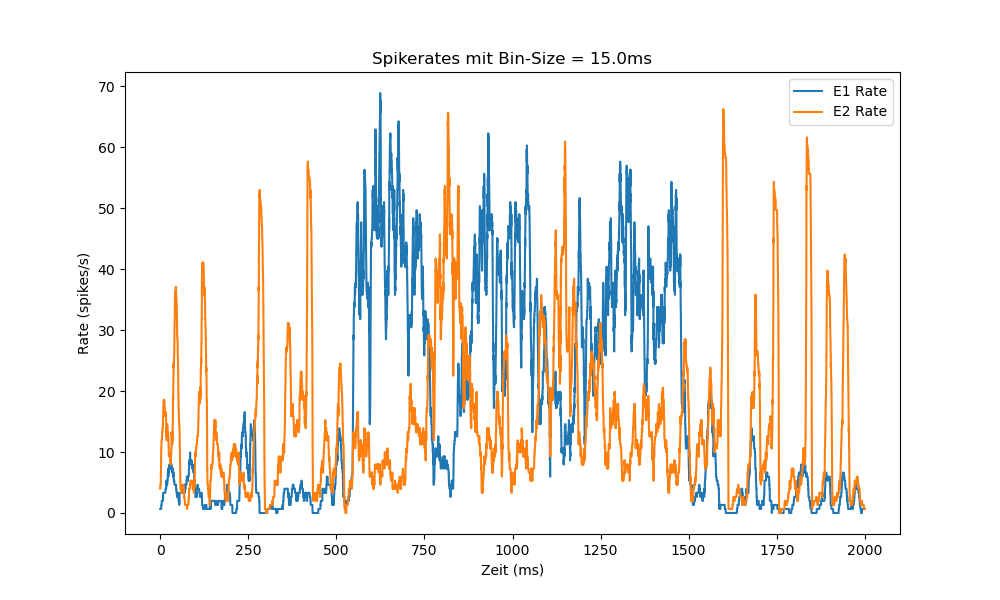 Spikerates mit Bin-Size = 15.0ms
E1 Rate
E2 Rate
Rate (spikes/s)
70
60
50
40
30
20
10
0
0 250 500 750 1000 1250 1500 1750 2000
Zeit (ms)